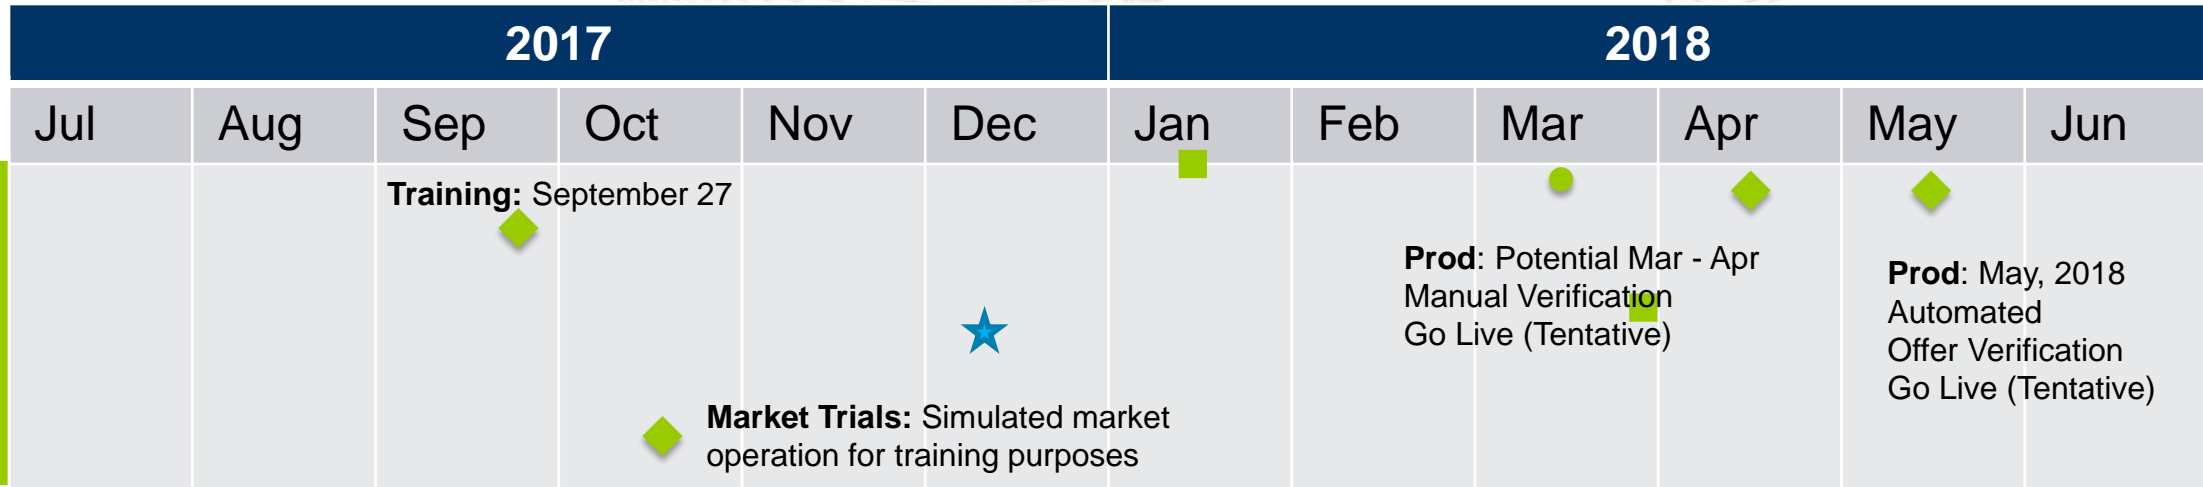 2017 2018
Jul Aug Sep Oct Nov Dec Jan Feb Mar Apr May Jun
Training: September 27
Prod: Potential Mar - Apr
Manual Verification
Go Live (Tentative)
Prod: May, 2018
Automated
Offer Verification
Go Live (Tentative)
Market Trials: Simulated market
operation for training purposes